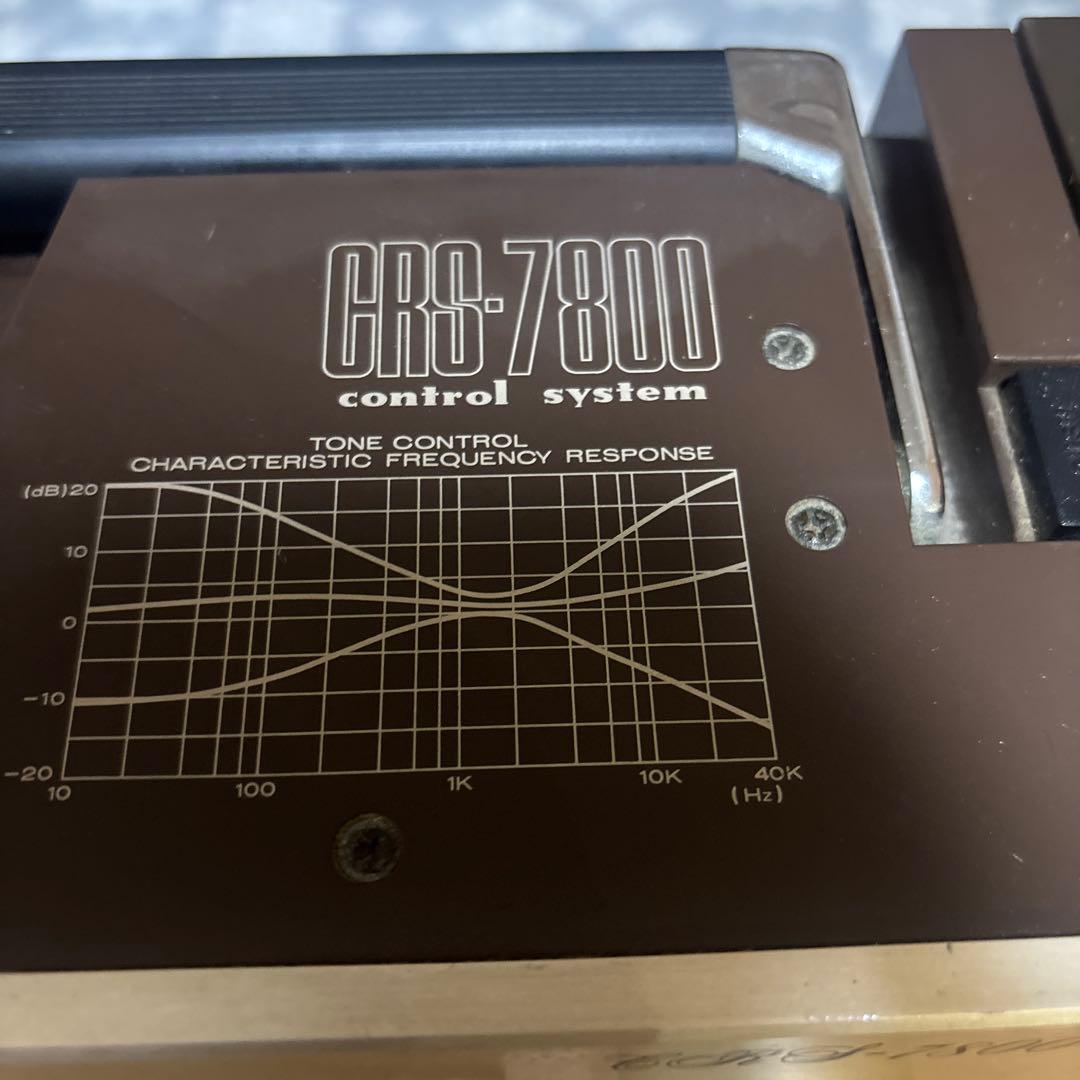 CRS-7800
control system
TONE CONTROL
CHARACTERISTIC FREQUENCY RESPONSE
(dB)20
10
0
-10
-20
10 100 1K 10K 40K
(Hz)